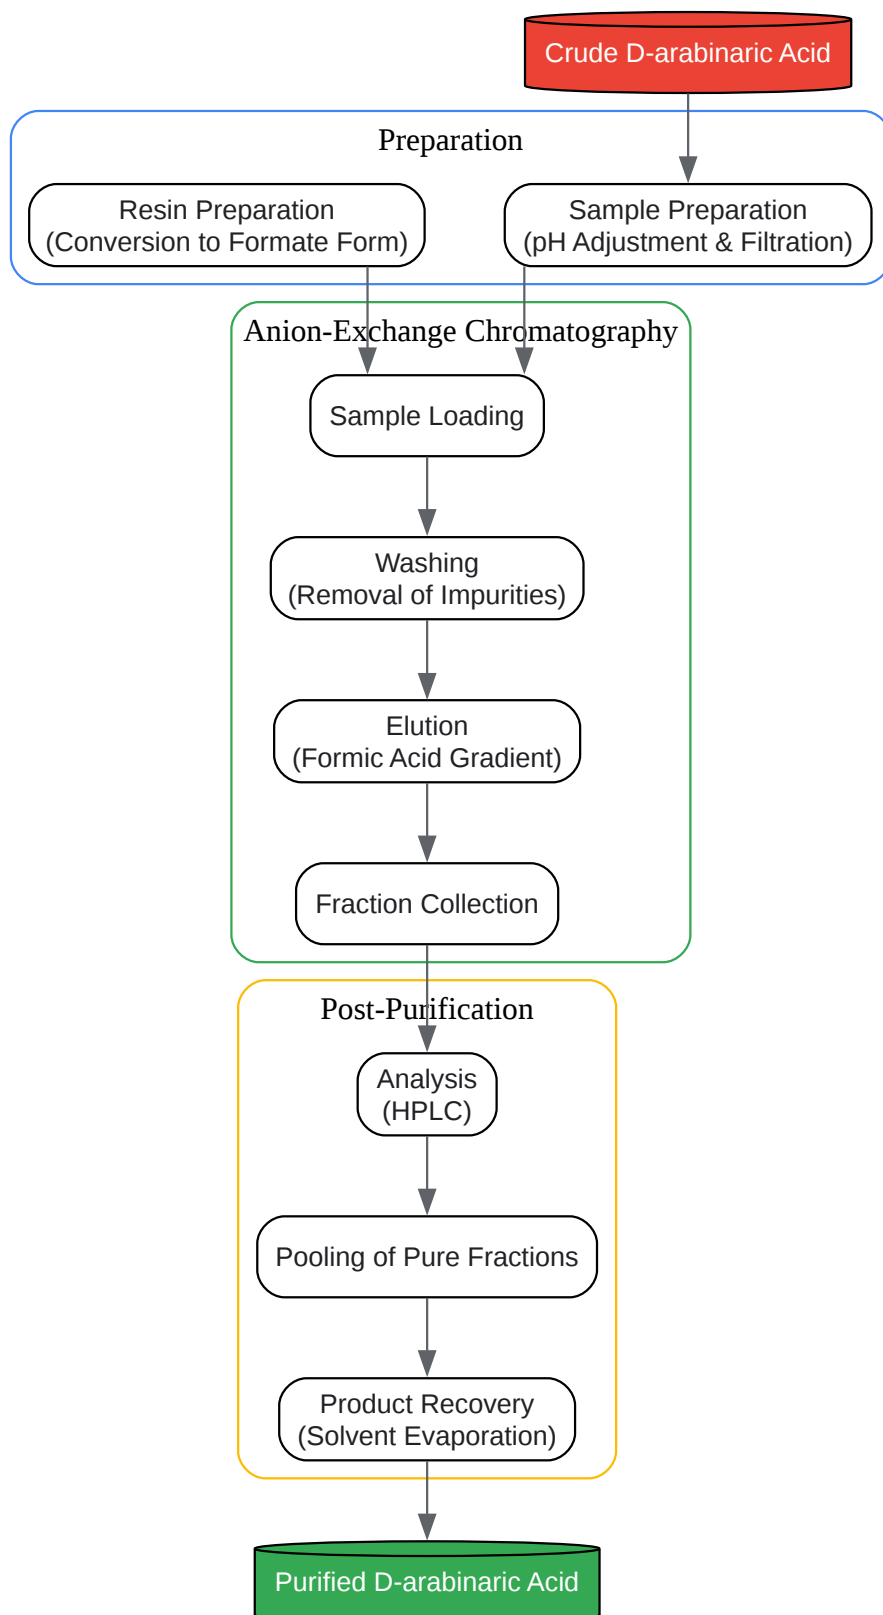 Crude D-arabinaric Acid
Preparation
Resin Preparation
(Conversion to Formate Form)
Sample Preparation
(pH Adjustment & Filtration)
Anion-Exchange Chromatography
Sample Loading
Washing
(Removal of Impurities)
Elution
(Formic Acid Gradient)
Fraction Collection
Post-Purification
Analysis
(HPLC)
Pooling of Pure Fractions
Product Recovery
(Solvent Evaporation)
Purified D-arabinaric Acid